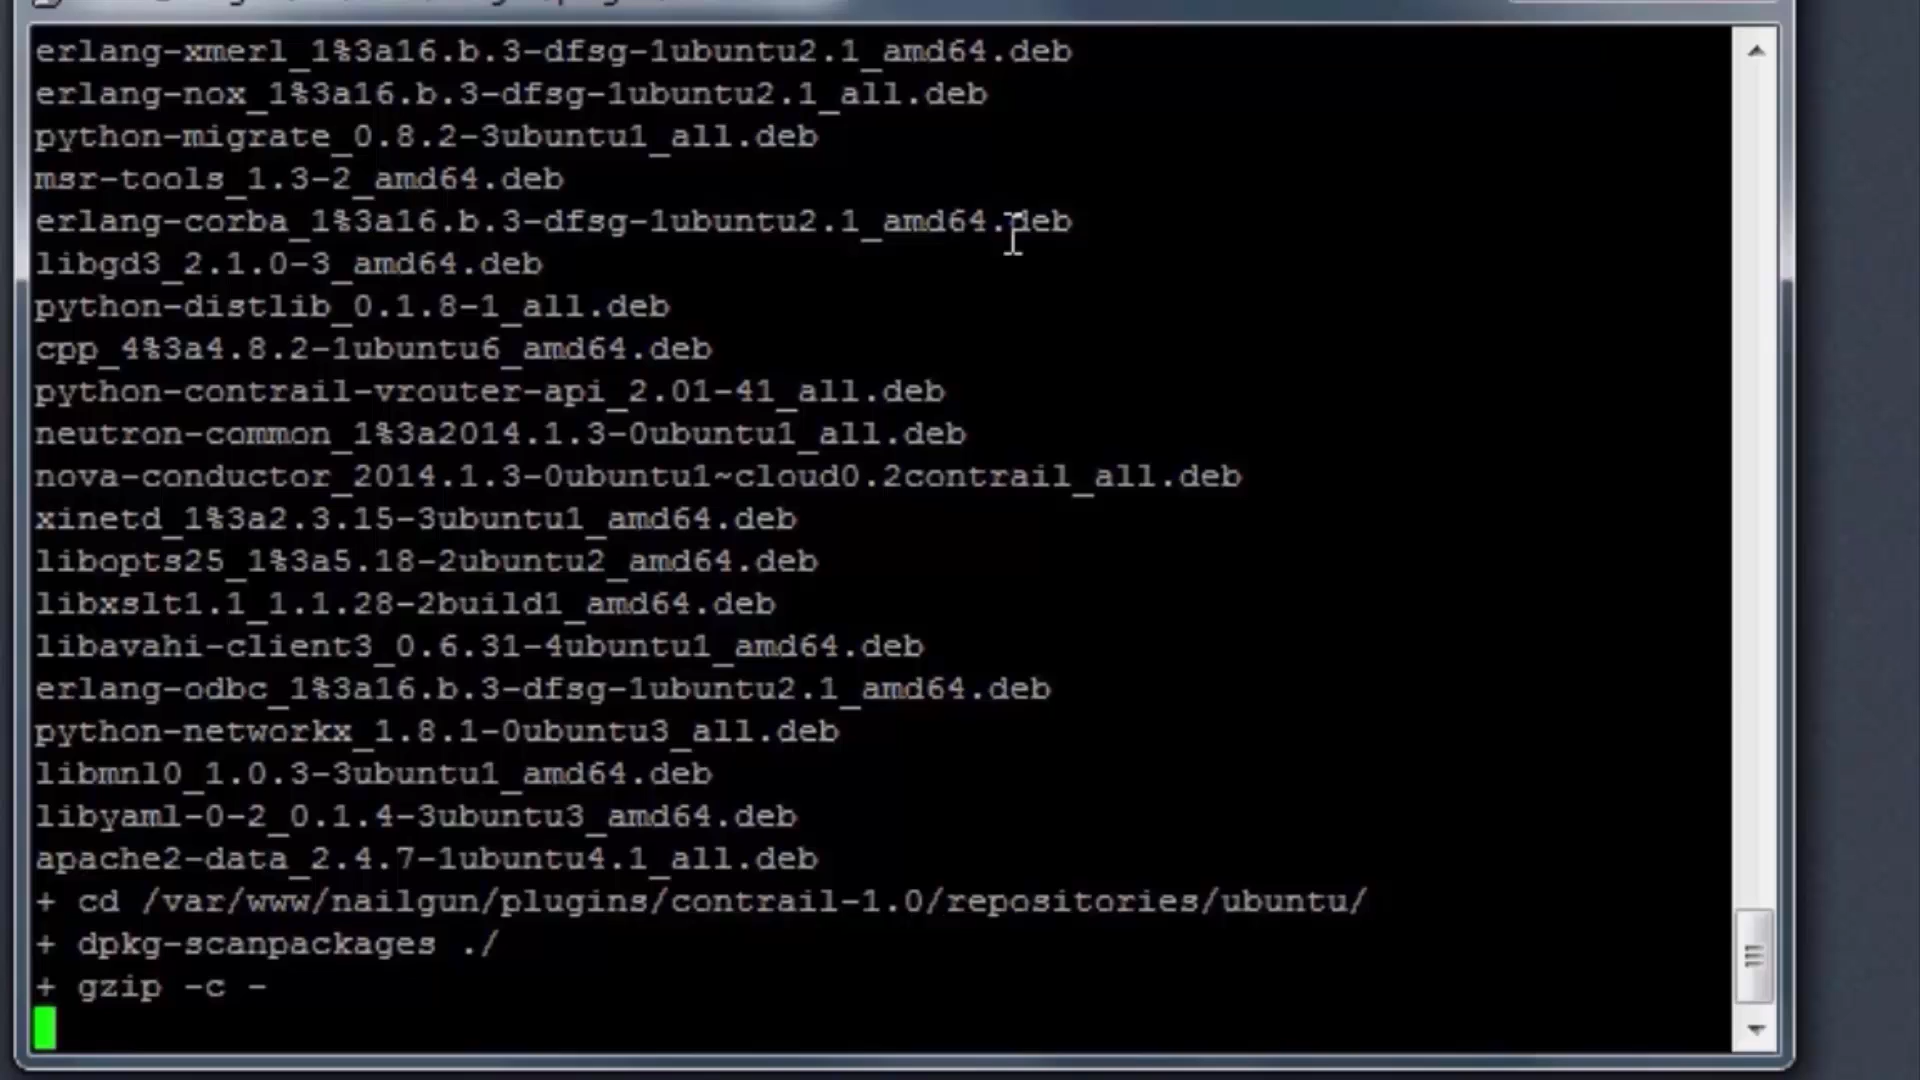 erlang-xmerl_1%3a16.b.3-dfsg-1ubuntu2.1_amd64.deb
erlang-nox_1%3a16.b.3-dfsg-1ubuntu2.1_all.deb
python-migrate_0.8.2-3ubuntu1_all.deb
msr-tools_1.3-2_amd64.deb
erlang-corba_1%3a16.b.3-dfsg-1ubuntu2.1_amd64.deb
libgd3_2.1.0-3_amd64.deb
python-distlib_0.1.8-1_all.deb
cpp_4%3a4.8.2-1ubuntu6_amd64.deb
python-contrail-vrouter-api_2.01-41_all.deb
neutron-common_1%3a2014.1.3-0ubuntu1_all.deb
nova-conductor_2014.1.3-0ubuntu1~cloud0.2contrail_all.deb
xinetd_1%3a2.3.15-3ubuntu1_amd64.deb
libopts25_1%3a5.18-2ubuntu2_amd64.deb
libxslt1.1_1.1.28-2build1_amd64.deb
libavahi-client3_0.6.31-4ubuntu1_amd64.deb
erlang-odbc_1%3a16.b.3-dfsg-1ubuntu2.1_amd64.deb
python-networkx_1.8.1-0ubuntu3_all.deb
libmnl0_1.0.3-3ubuntu1_amd64.deb
libyaml-0-2_0.1.4-3ubuntu3_amd64.deb
apache2-data_2.4.7-1ubuntu4.1_all.deb
+ cd /var/www/nailgun/plugins/contrail-1.0/repositories/ubuntu/
+ dpkg-scanpackages ./
+ gzip -c -